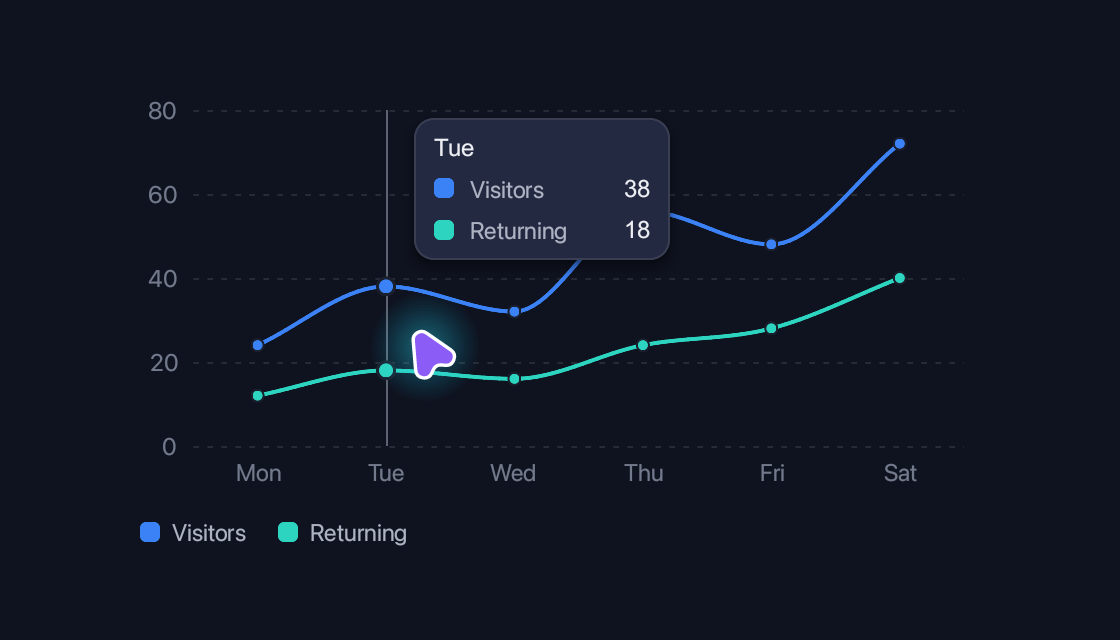 80
60
40
20
0
Tue
Visitors 38
Returning 18
Mon Tue Wed Thu Fri Sat
Visitors Returning